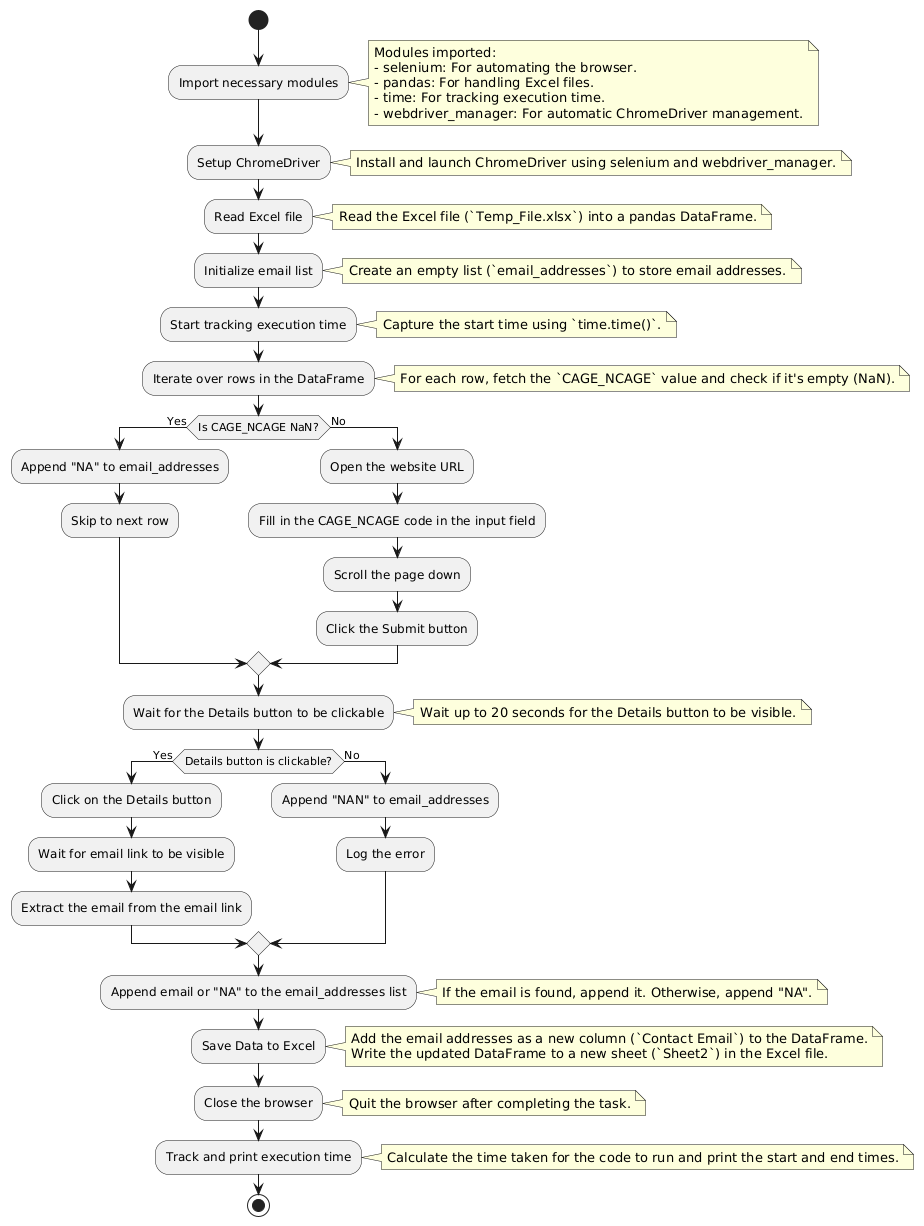 Import necessary modules
Modules imported:
- selenium: For automating the browser.
- pandas: For handling Excel files.
- time: For tracking execution time.
- webdriver_manager: For automatic ChromeDriver management.
Setup ChromeDriver
Install and launch ChromeDriver using selenium and webdriver_manager.
Read Excel file
Read the Excel file (`Temp_File.xlsx`) into a pandas DataFrame.
Initialize email list
Create an empty list (`email_addresses`) to store email addresses.
Start tracking execution time
Capture the start time using `time.time()`.
Iterate over rows in the DataFrame
For each row, fetch the `CAGE_NCAGE` value and check if it's empty (NaN).
Yes
Is CAGE_NCAGE NaN?
No
Append "NA" to email_addresses
Skip to next row
Open the website URL
Fill in the CAGE_NCAGE code in the input field
Scroll the page down
Click the Submit button
Wait for the Details button to be clickable
Wait up to 20 seconds for the Details button to be visible.
Yes
Details button is clickable?
No
Click on the Details button
Wait for email link to be visible
Extract the email from the email link
Append "NAN" to email_addresses
Log the error
Append email or "NA" to the email_addresses list
If the email is found, append it. Otherwise, append "NA".
Save Data to Excel
Add the email addresses as a new column (`Contact Email`) to the DataFrame.
Write the updated DataFrame to a new sheet (`Sheet2`) in the Excel file.
Close the browser
Quit the browser after completing the task.
Track and print execution time
Calculate the time taken for the code to run and print the start and end times.